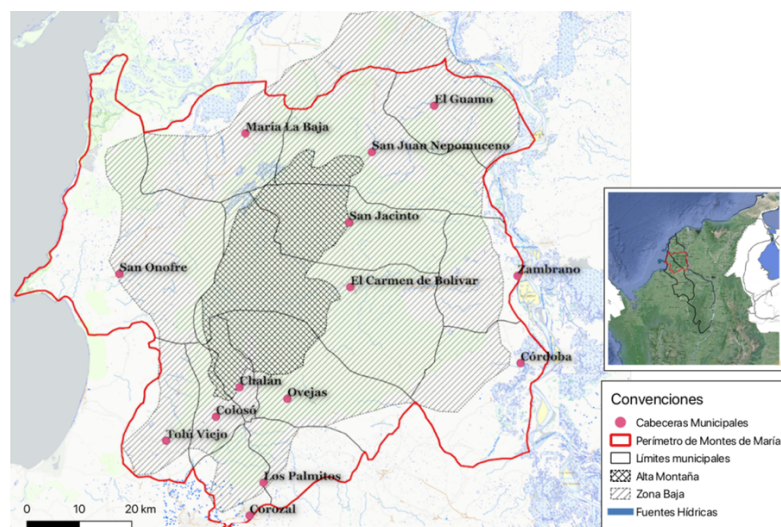 El Guamo
María La Baja
San Juan Nepomuceno
San Jacinto
San Onofre
Zambrano
El Carmen de Bolívar
Córdoba
Chalán
Ovejas
Colosó
Tolú Viejo
Los Palmitos
Corozal
0 10 20 km
Convenciones
Cabeceras Municipales
Perímetro de Montes de María
Límites municipales
Alta Montaña
Zona Baja
Fuentes Hídricas